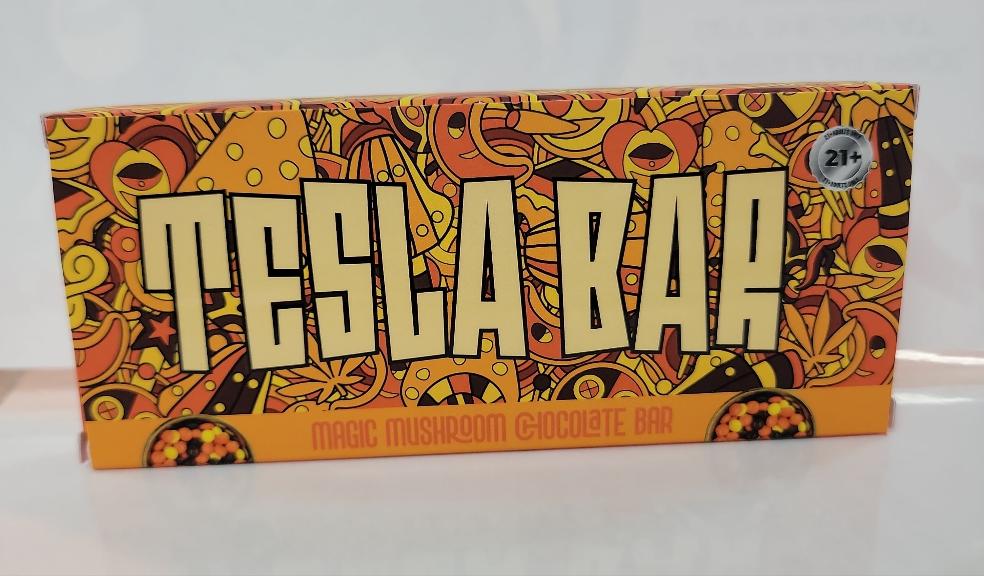 TESLA BAR
21+
MAGIC MUSHROOM CHOCOLATE BAR